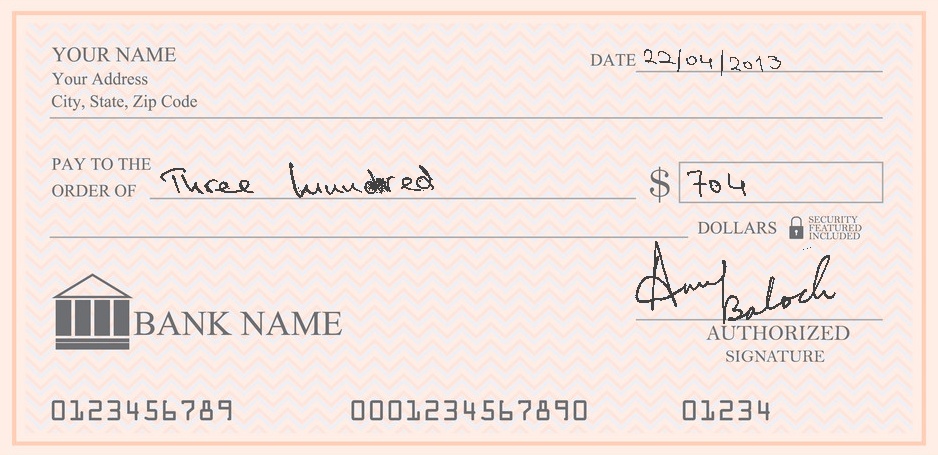 YOUR NAME
Your Address
City, State, Zip Code
DATE 22/04/2013
PAY TO THE
ORDER OF Three hundred $ 704
DOLLARS SECURITY FEATURED INCLUDED
BANK NAME
Baloch
AUTHORIZED
SIGNATURE
0123456789 0001234567890 01234